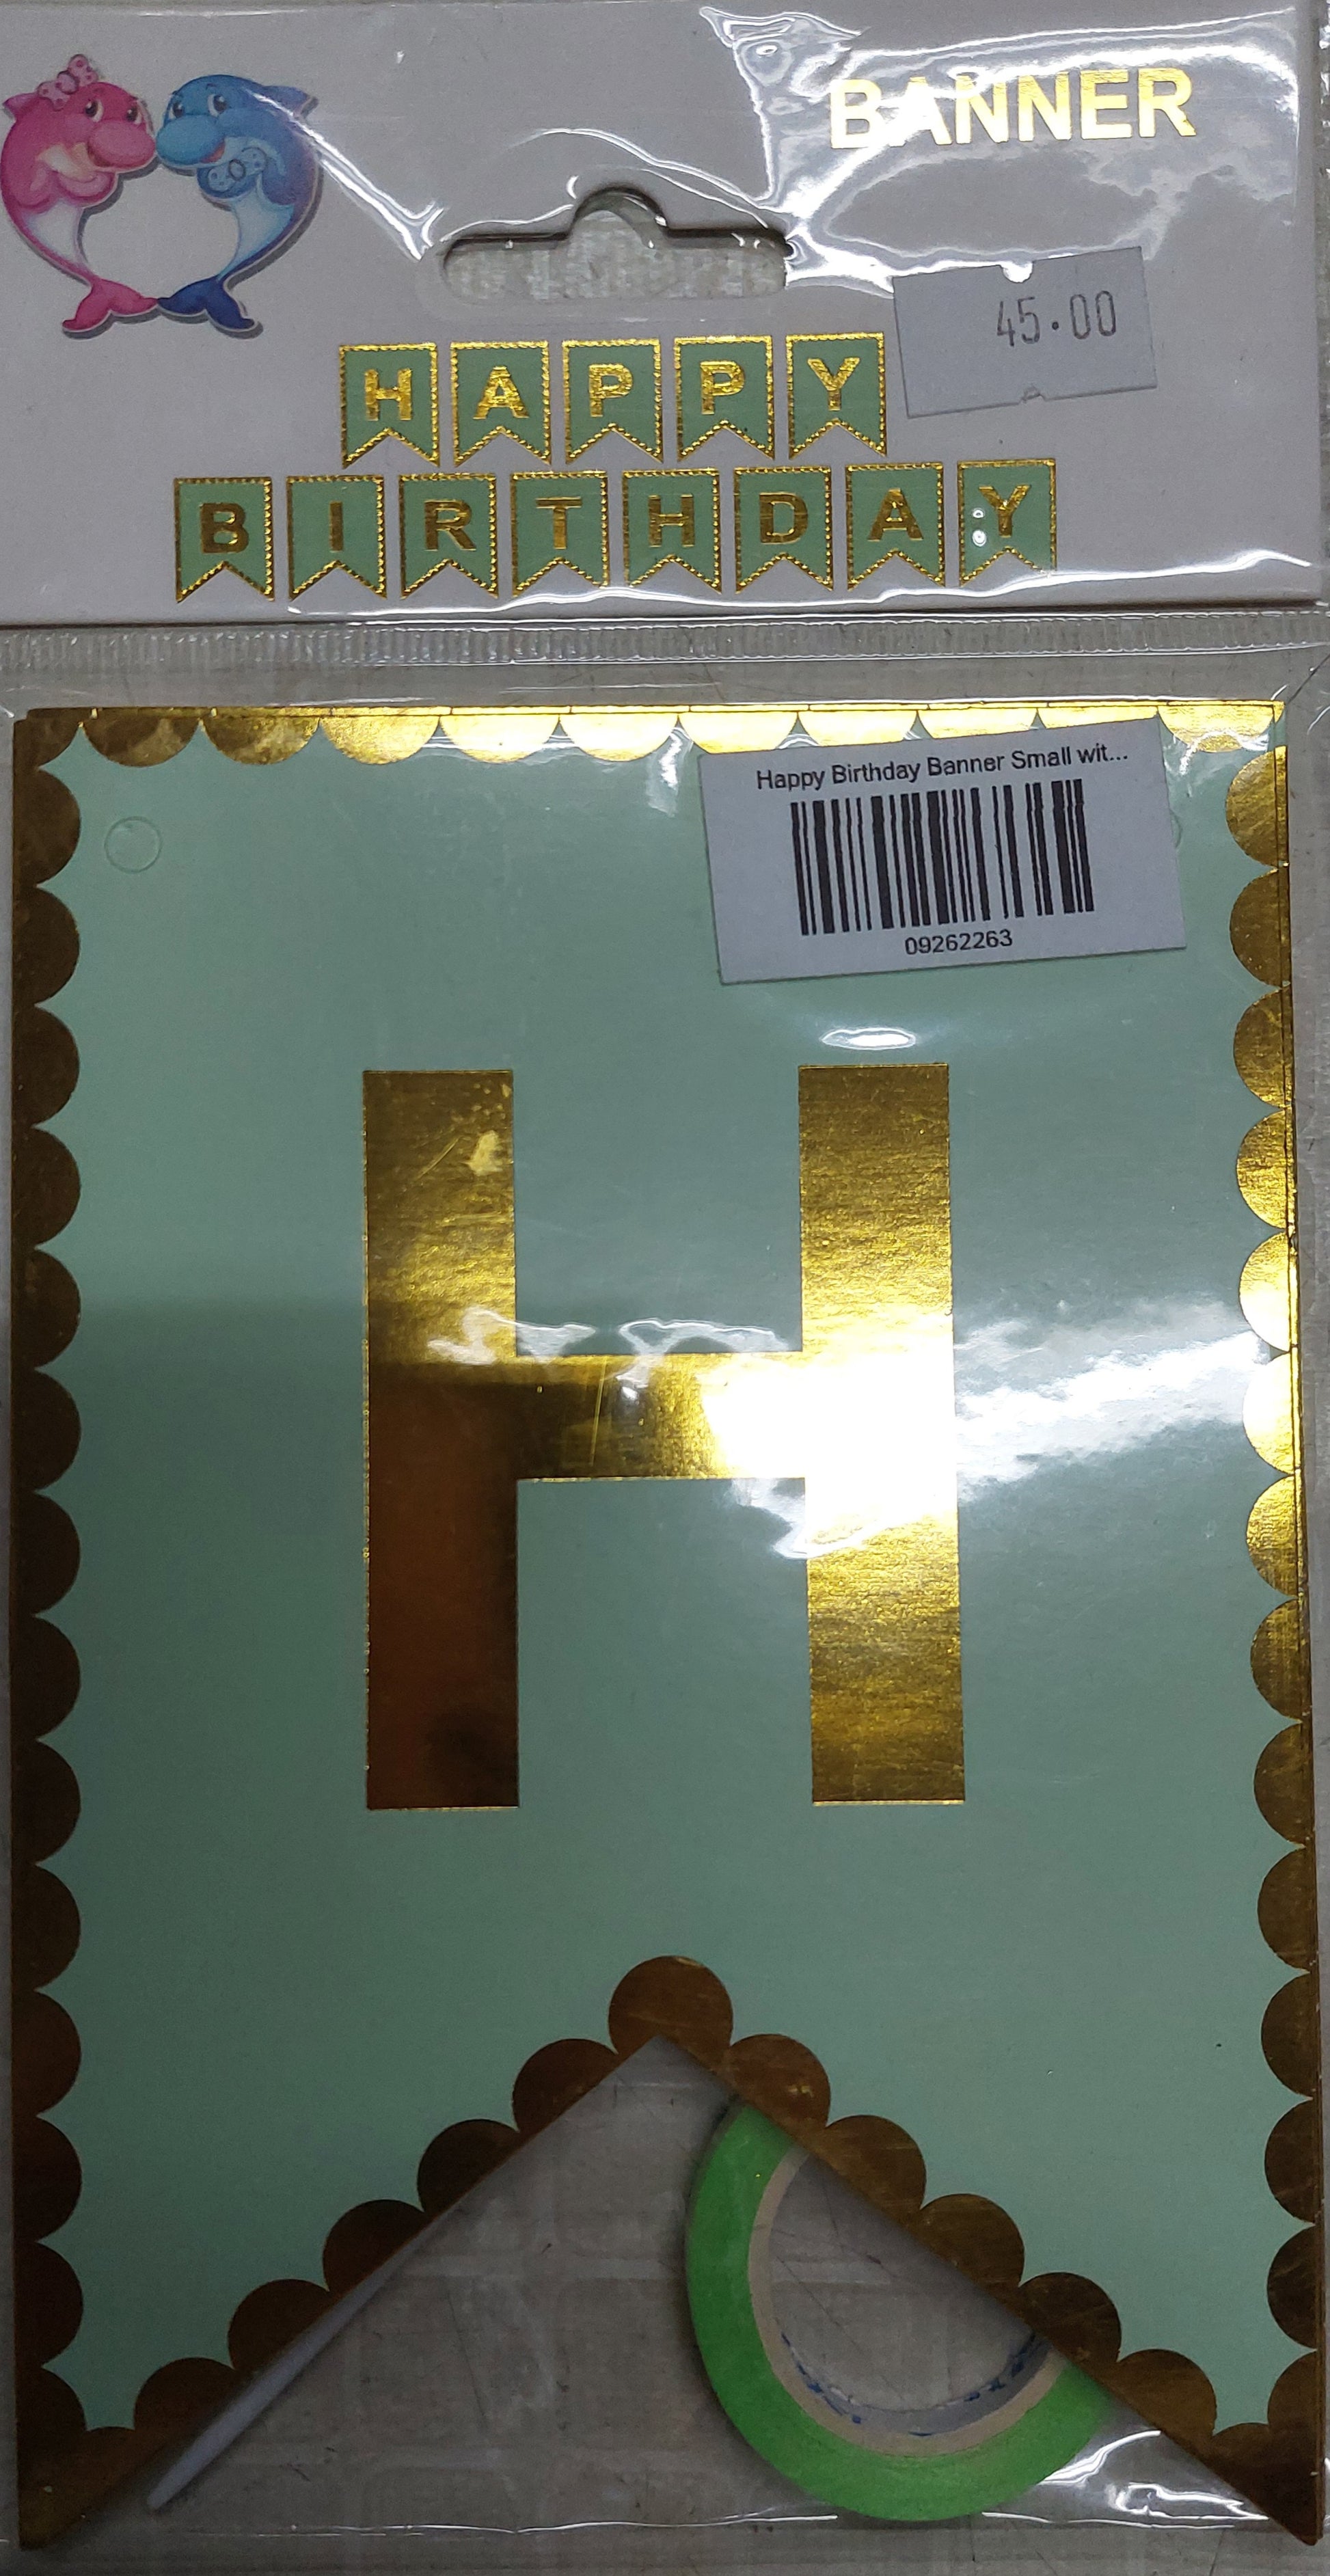 BANNER
45.00
HAPPY
BIRTHDAY
Happy Birthday Banner Small wit...
09262263
H